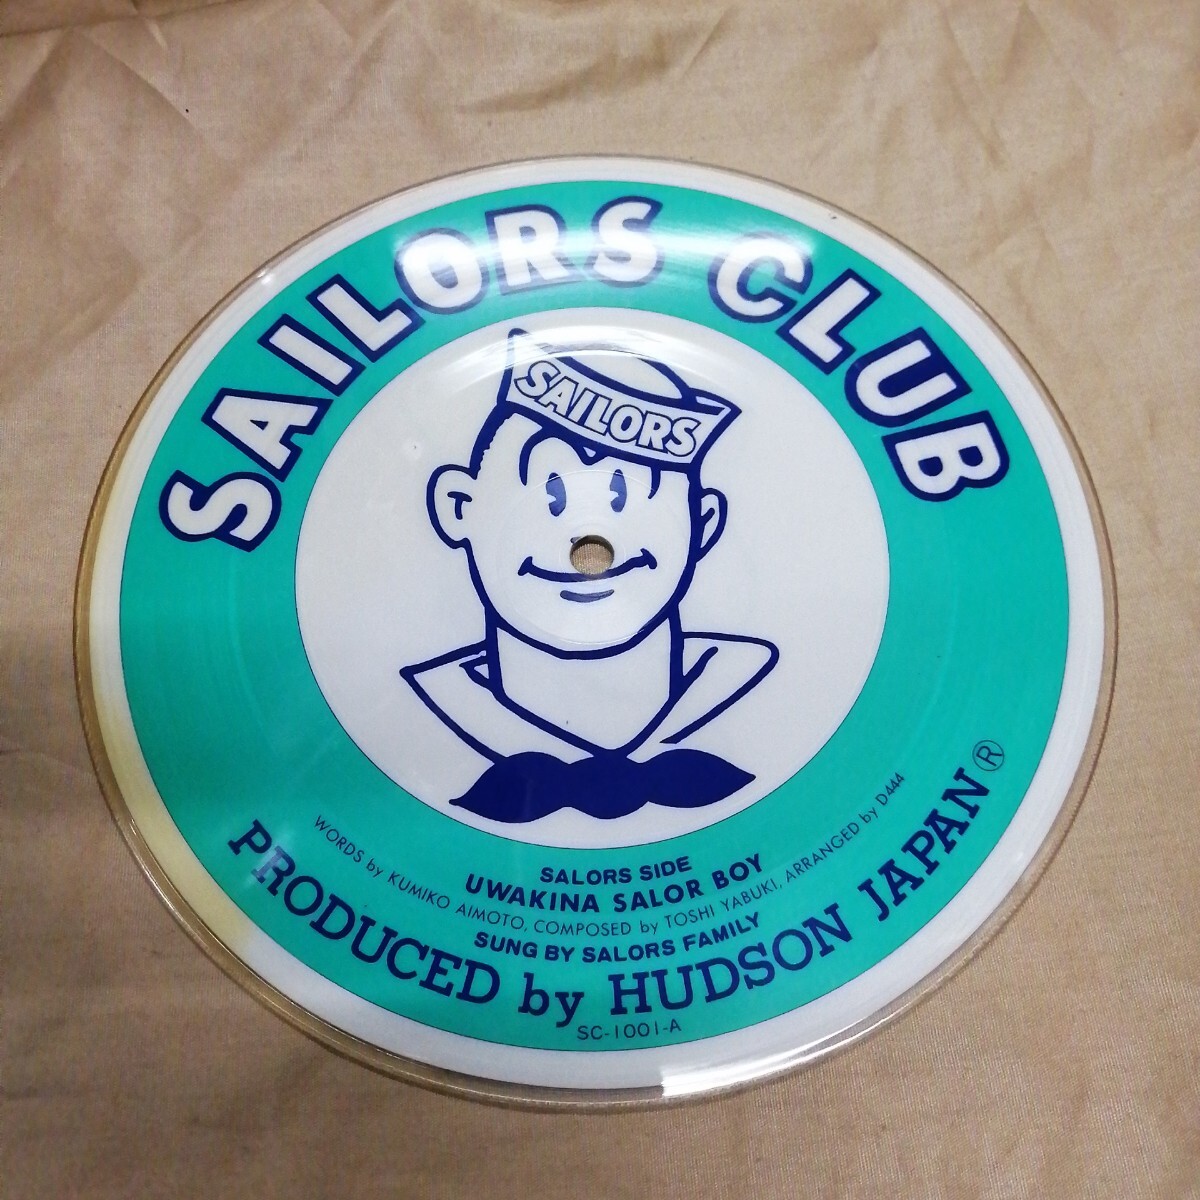 SAILORS CLUB
SAILORS
SALORS SIDE
UWAKINA SALOR BOY
WORDS by KUMIKO AIMOTO, COMPOSED by TOSHI YABUKI, ARRANGED by D444
SUNG BY SALORS FAMILY
PRODUCED by HUDSON JAPAN®
SC-1001-A